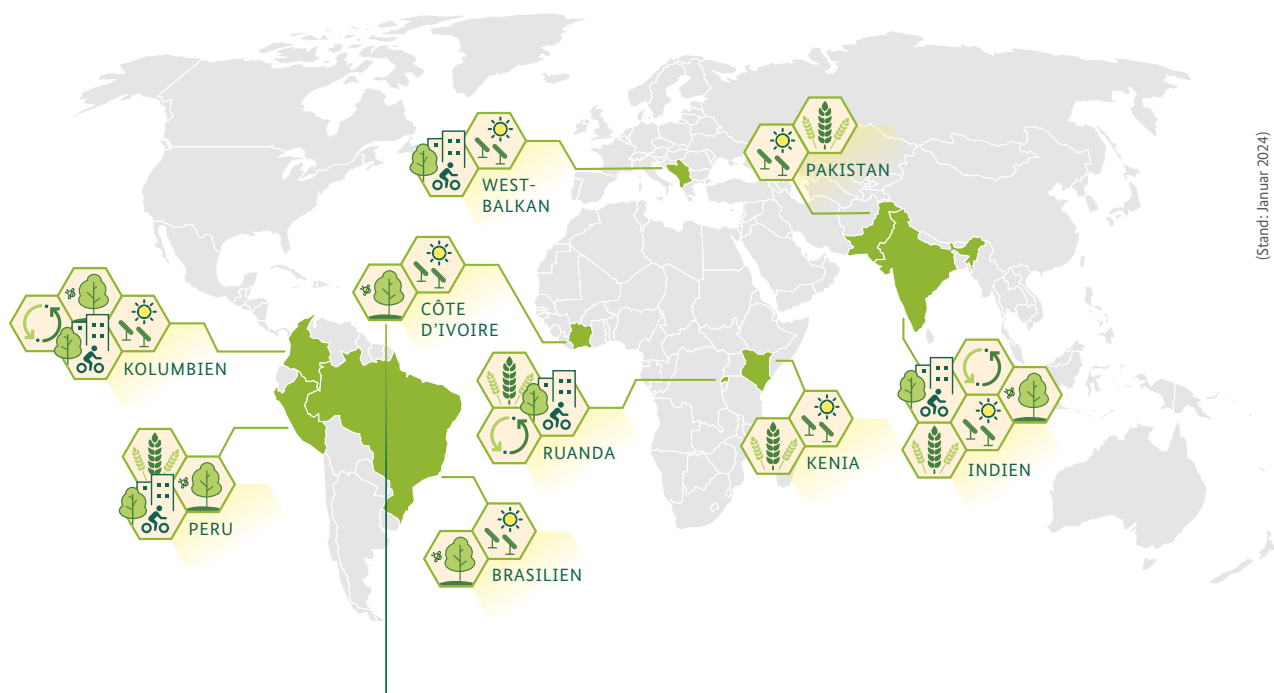 (Stand: Januar 2024)
PAKISTAN
WEST-
BALKAN
CÔTE
D’IVOIRE
KOLUMBIEN
RUANDA
KENIA
INDIEN
PERU
BRASILIEN